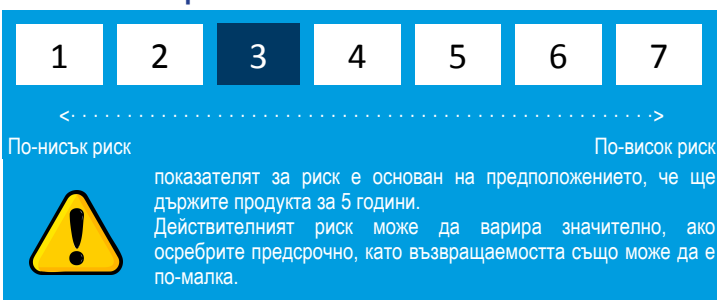 1 2 3 4 5 6 7
<·····················································>
По-нисък риск По-висок риск
показателят за риск е основан на предположението, че ще
държите продукта за 5 години.
Действителният риск може да варира значително, ако
осребрите предсрочно, като възвращаемостта също може да е
по-малка.